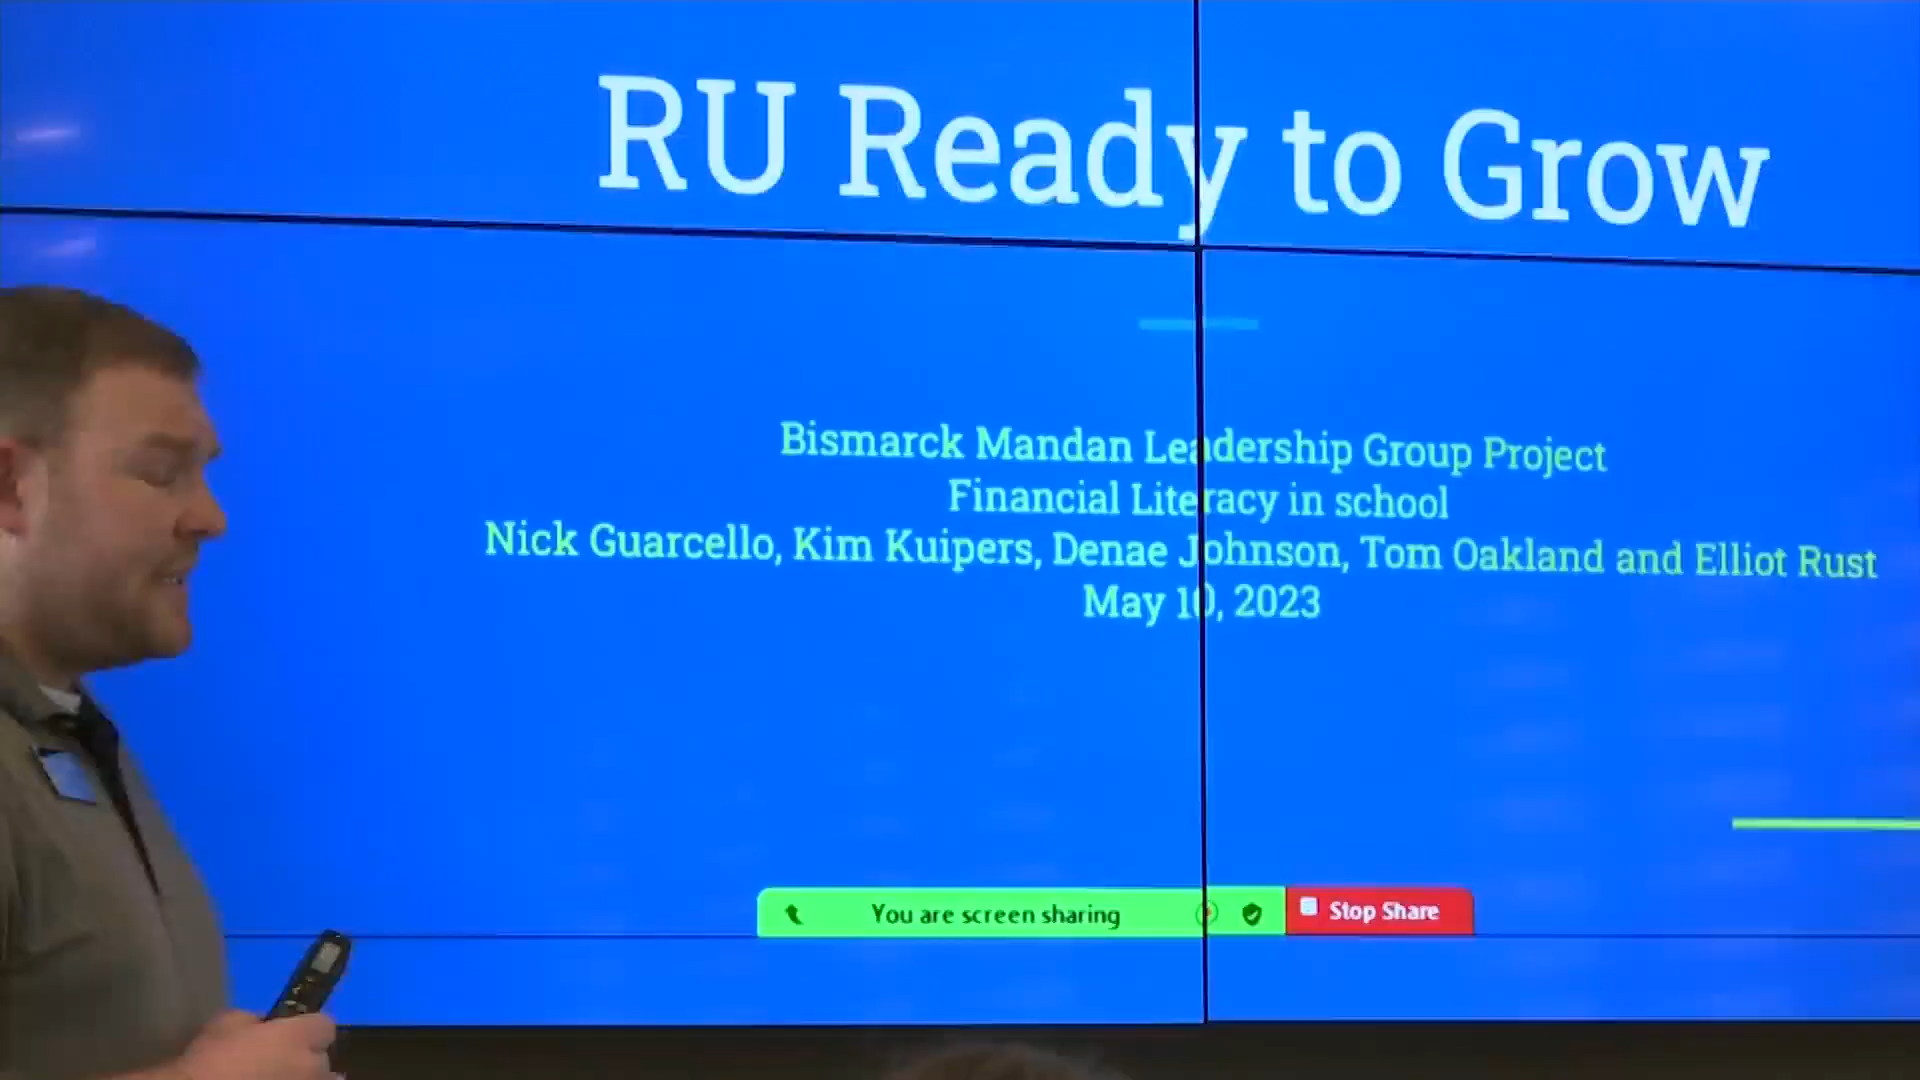 RU Ready to Grow
Bismarck Mandan Leadership Group Project
Financial Literacy in school
Nick Guarcello, Kim Kuipers, Denae Johnson, Tom Oakland and Elliot Rust
May 10, 2023
You are screen sharing
Stop Share